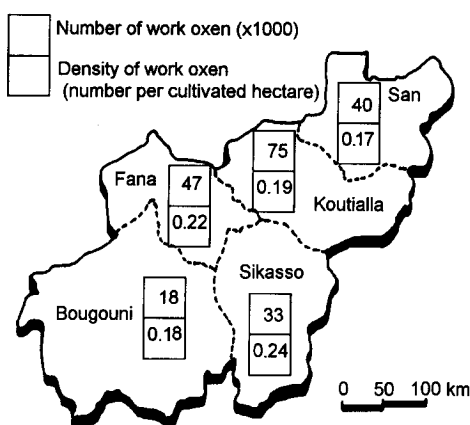 Number of work oxen (x1000)
Density of work oxen
(number per cultivated hectare)
San
40
0.17
75
0.19
Koutialla
Fana
47
0.22
Sikasso
33
0.24
Bougouni
18
0.18
0 50 100 km